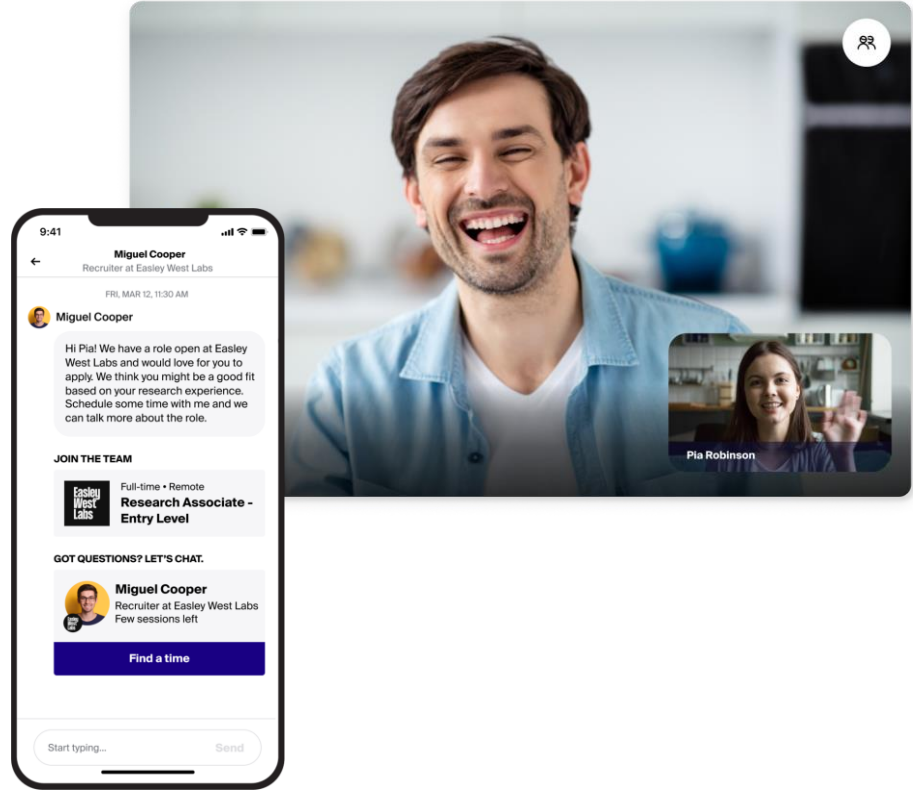 9:41
Miguel Cooper
Recruiter at Easley West Labs
FRI, MAR 12, 11:30 AM
Miguel Cooper
Hi Pia! We have a role open at Easley
West Labs and would love for you to
apply. We think you might be a good fit
based on your research experience.
Schedule some time with me and we
can talk more about the role.
JOIN THE TEAM
Easley
West
Labs
Full-time • Remote
Research Associate -
Entry Level
GOT QUESTIONS? LET'S CHAT.
Miguel Cooper
Recruiter at Easley West Labs
Few sessions left
Easley
West
Labs
Find a time
Start typing...
Send
Pia Robinson